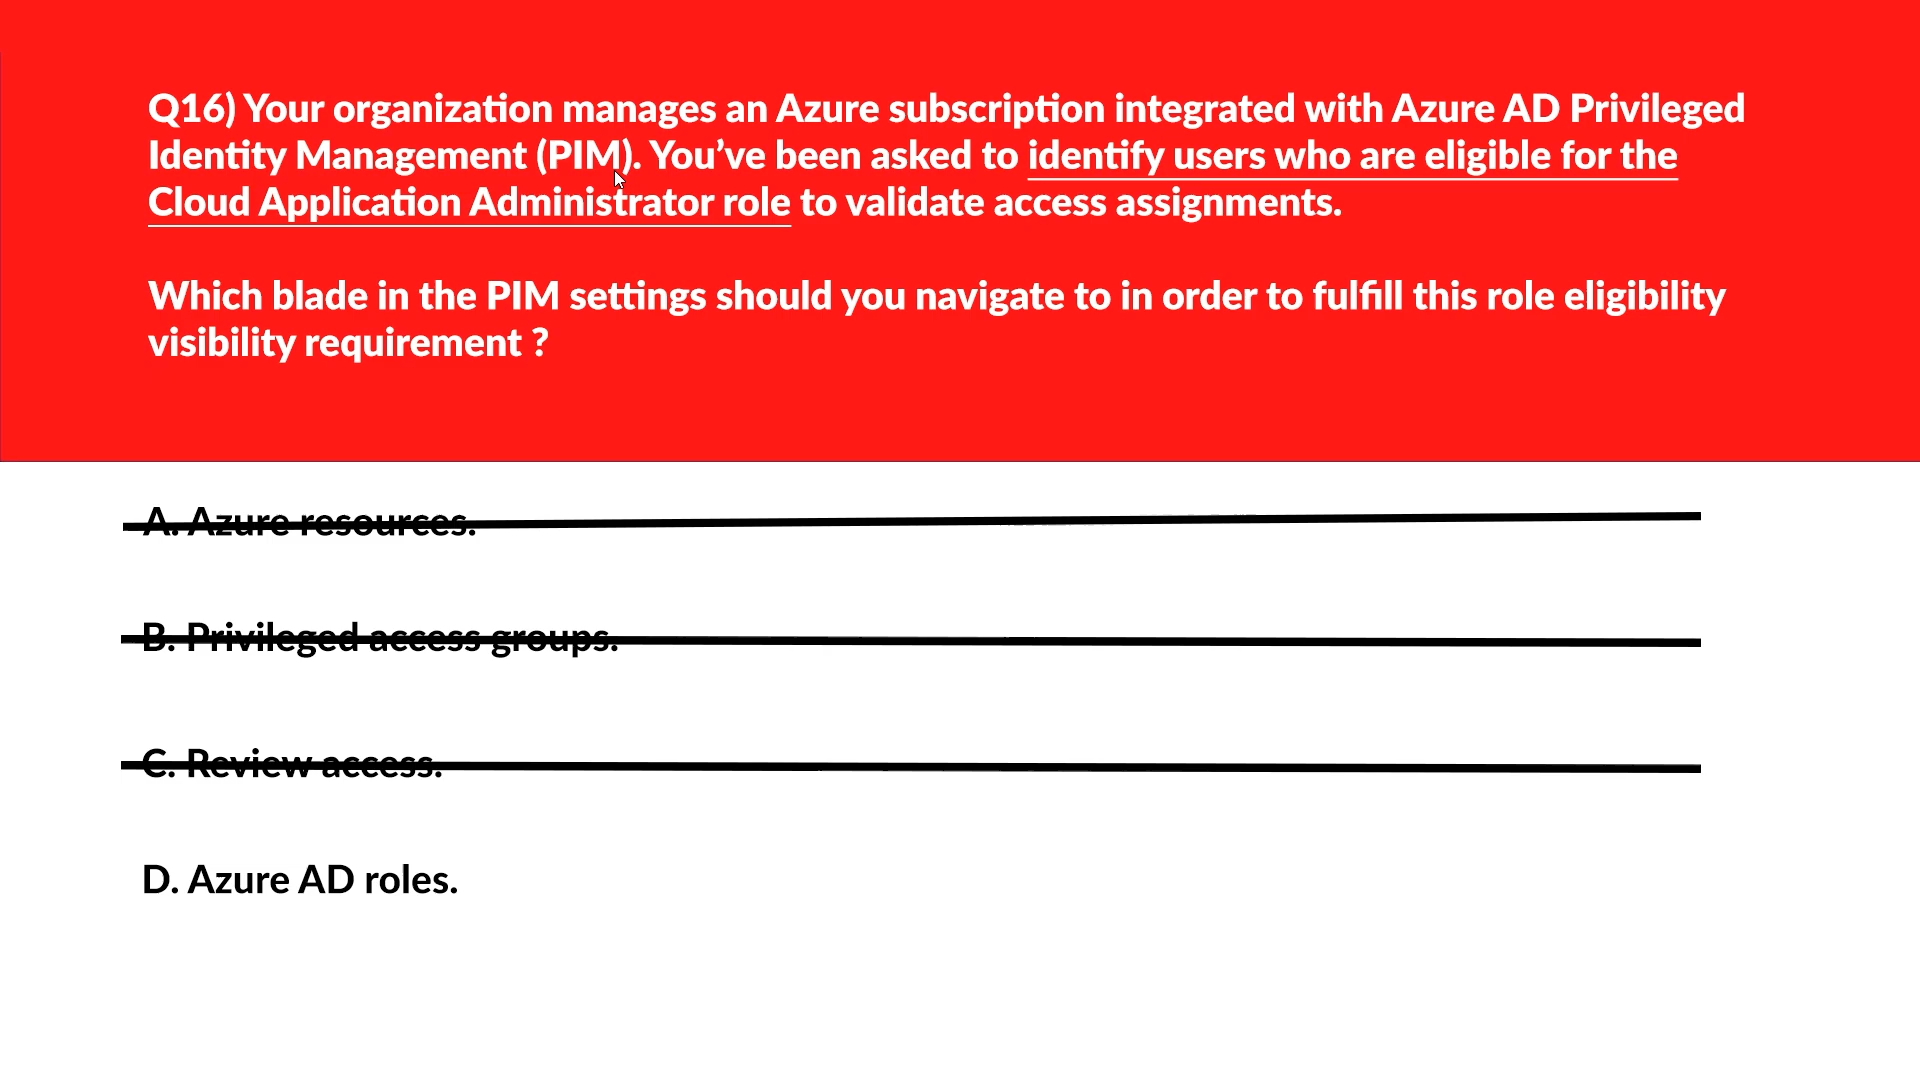 Q16) Your organization manages an Azure subscription integrated with Azure AD Privileged
Identity Management (PIM). You’ve been asked to identify users who are eligible for the
Cloud Application Administrator role to validate access assignments.
Which blade in the PIM settings should you navigate to in order to fulfill this role eligibility
visibility requirement ?
A. Azure resources.
B. Privileged access groups.
C. Review access.
D. Azure AD roles.